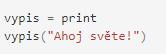 vypis = print
vypis("Ahoj světe!")